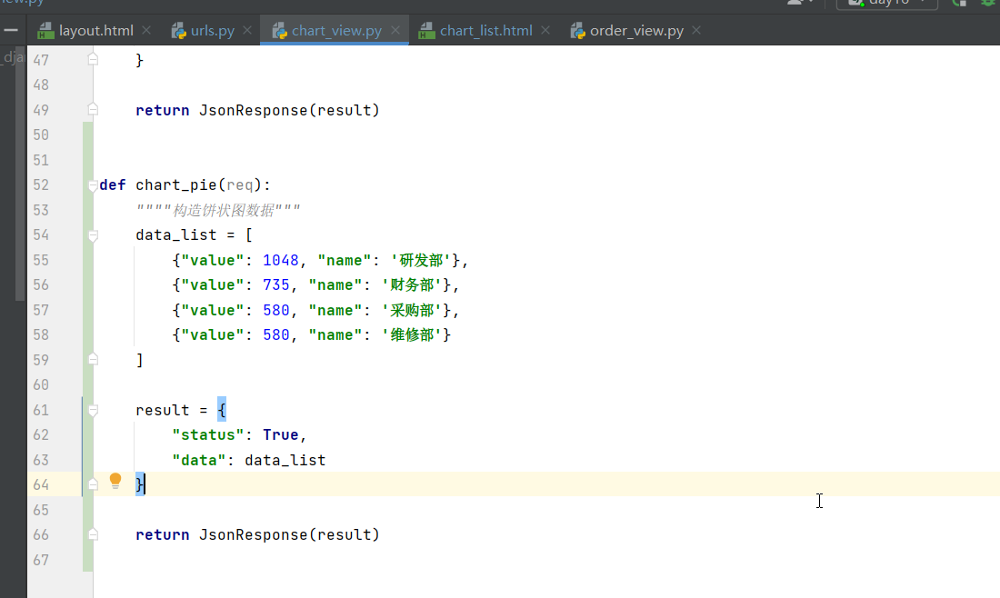 layout.html urls.py chart_view.py chart_list.html order_view.py
47 }
48
49 return JsonResponse(result)
50
51
52 def chart_pie(req):
53 """"构造饼状图数据"""
54 data_list = [
55 {"value": 1048, "name": '研发部'},
56 {"value": 735, "name": '财务部'},
57 {"value": 580, "name": '采购部'},
58 {"value": 580, "name": '维修部'}
59 ]
60
61 result = {
62 "status": True,
63 "data": data_list
64 }
65
66 return JsonResponse(result)
67